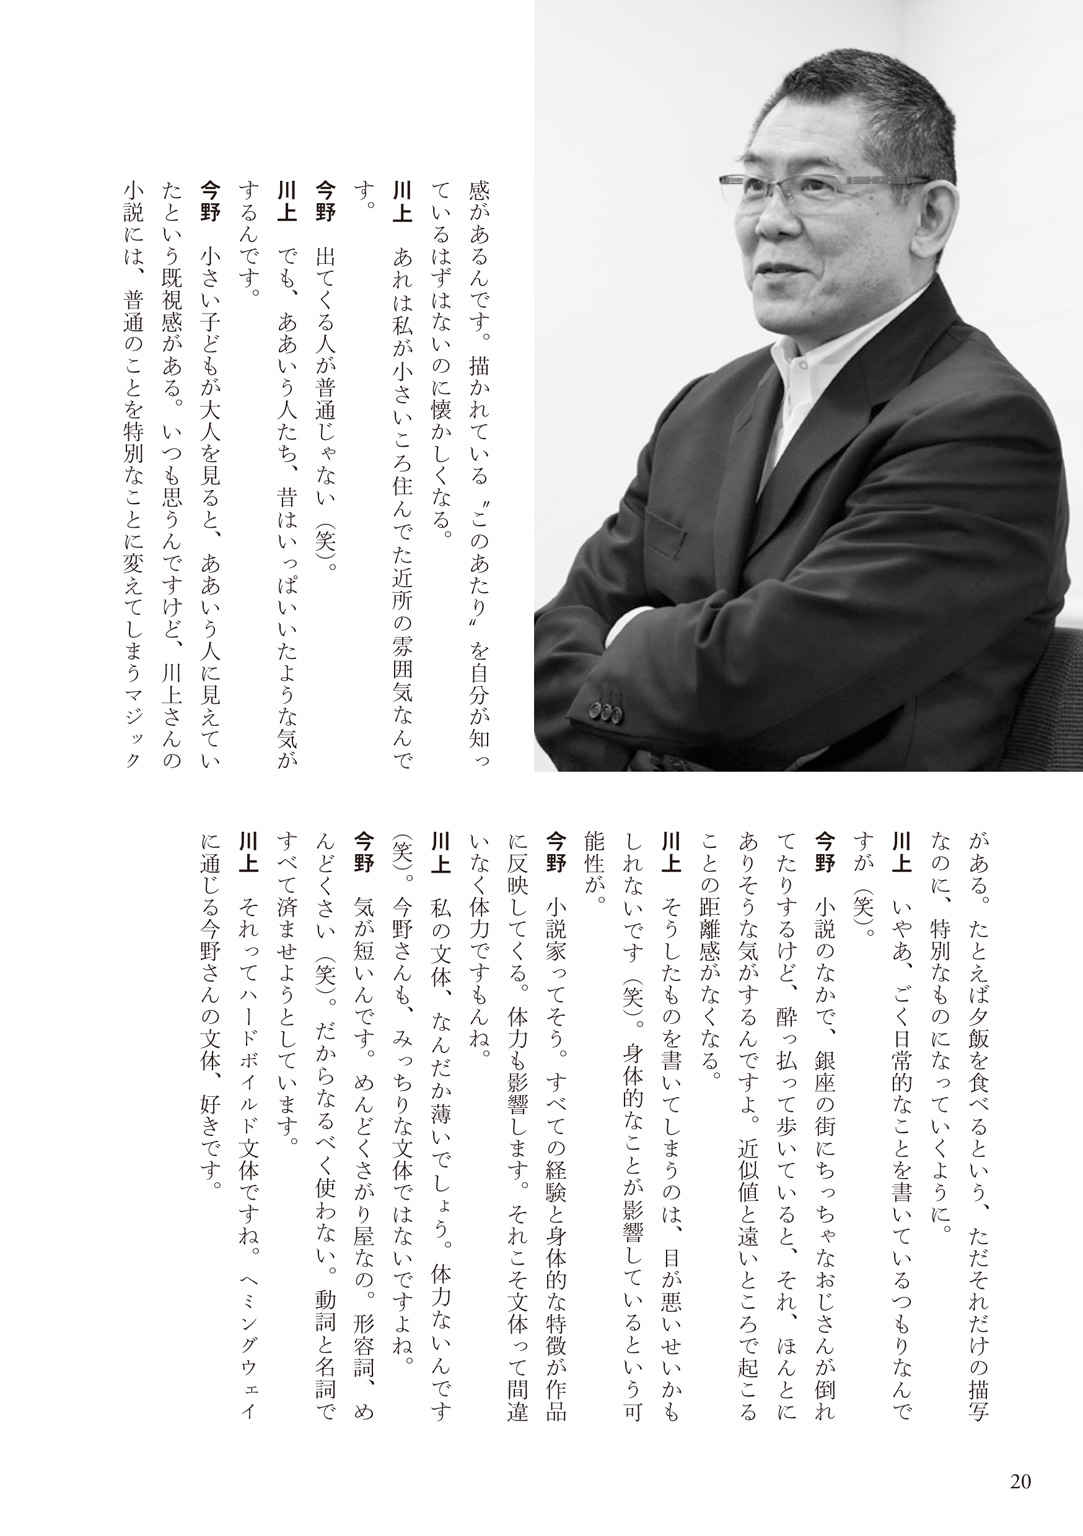 感があるんです。描かれている〝このあたり〟を自分が知っ
ているはずはないのに懐かしくなる。
川上　あれは私が小さいころ住んでた近所の雰囲気なんで
す。
今野　出てくる人が普通じゃない（笑）。
川上　でも、ああいう人たち、昔はいっぱいいたような気が
するんです。
今野　小さい子どもが大人を見ると、ああいう人に見えてい
たという既視感がある。いつも思うんですけど、川上さんの
小説には、普通のことを特別なことに変えてしまうマジック
がある。たとえば夕飯を食べるという、ただそれだけの描写
なのに、特別なものになっていくように。
川上　いやあ、ごく日常的なことを書いているつもりなんで
すが（笑）。
今野　小説のなかで、銀座の街にちっちゃなおじさんが倒れ
てたりするけど、酔っ払って歩いていると、それ、ほんとに
ありそうな気がするんですよ。近似値と遠いところで起こる
ことの距離感がなくなる。
川上　そうしたものを書いてしまうのは、目が悪いせいかも
しれないです（笑）。身体的なことが影響しているという可
能性が。
今野　小説家ってそう。すべての経験と身体的な特徴が作品
に反映してくる。体力も影響します。それこそ文体って間違
いなく体力ですもんね。
川上　私の文体、なんだか薄いでしょう。体力ないんです
（笑）。今野さんも、みっちりな文体ではないですよね。
今野　気が短いんです。めんどくさがり屋なの。形容詞、め
んどくさい（笑）。だからなるべく使わない。動詞と名詞で
すべて済ませようとしています。
川上　それってハードボイルド文体ですね。ヘミングウェイ
に通じる今野さんの文体、好きです。
20